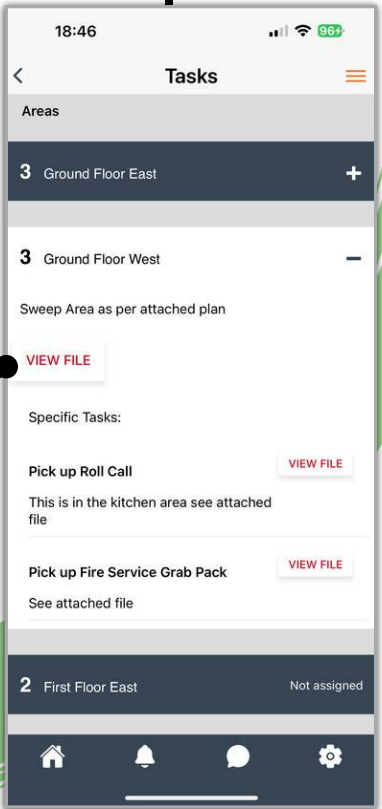 18:46
96
Tasks
Areas
3 Ground Floor East
3 Ground Floor West
Sweep Area as per attached plan
VIEW FILE
Specific Tasks:
Pick up Roll Call
VIEW FILE
This is in the kitchen area see attached
file
Pick up Fire Service Grab Pack
VIEW FILE
See attached file
2 First Floor East
Not assigned